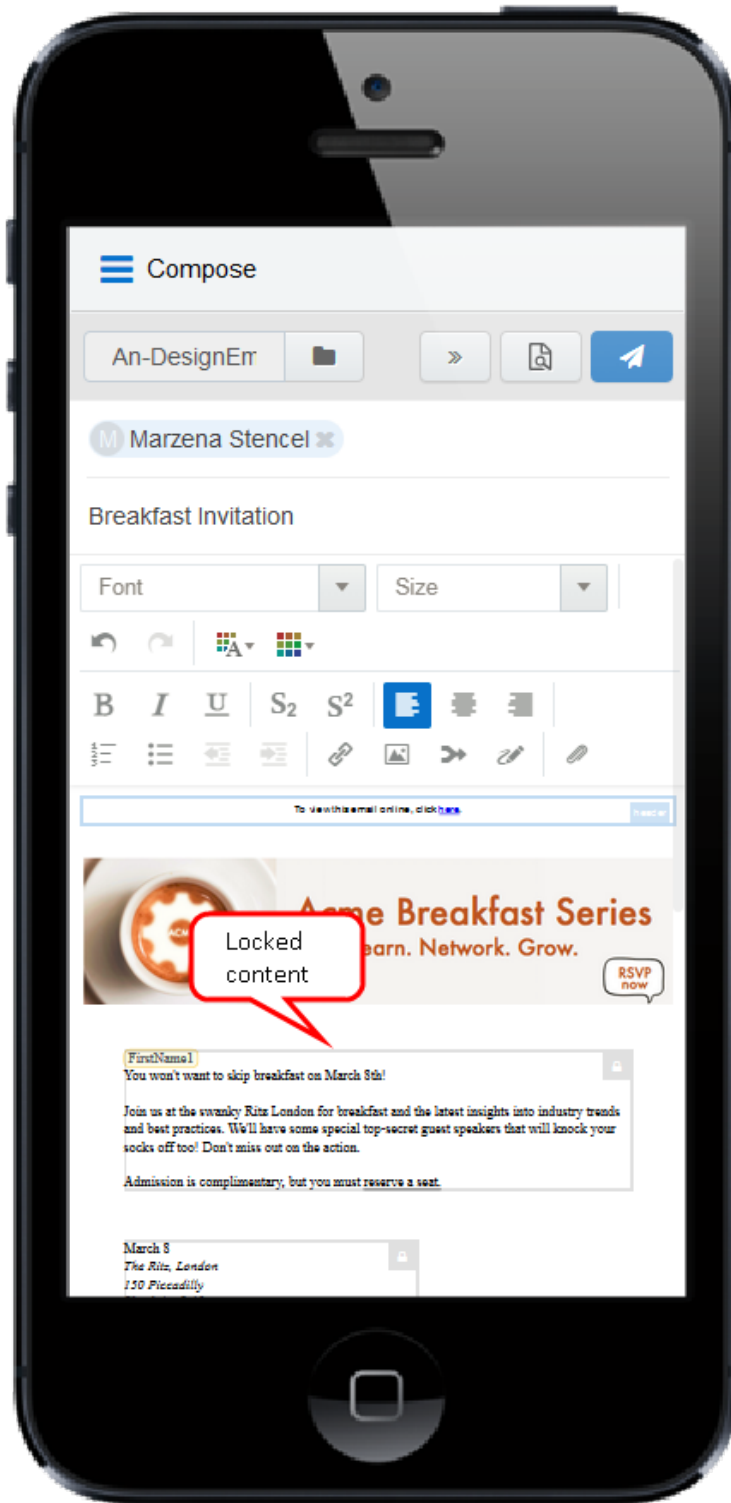 Compose
An-DesignEm
M Marzena Stencel
Breakfast Invitation
Font
Size
A
B I U S2 S²
To view this email online, click here.
header
Acme Breakfast Series
earn. Network. Grow.
ACM
RSVP
now
Locked
content
FirstName1
You won't want to skip breakfast on March 8th!
Join us at the swanky Ritz London for breakfast and the latest insights into industry trends
and best practices. We'll have some special top-secret guest speakers that will knock your
socks off too! Don't miss out on the action.
Admission is complimentary, but you must reserve a seat.
March 8
The Ritz, London
150 Piccadilly